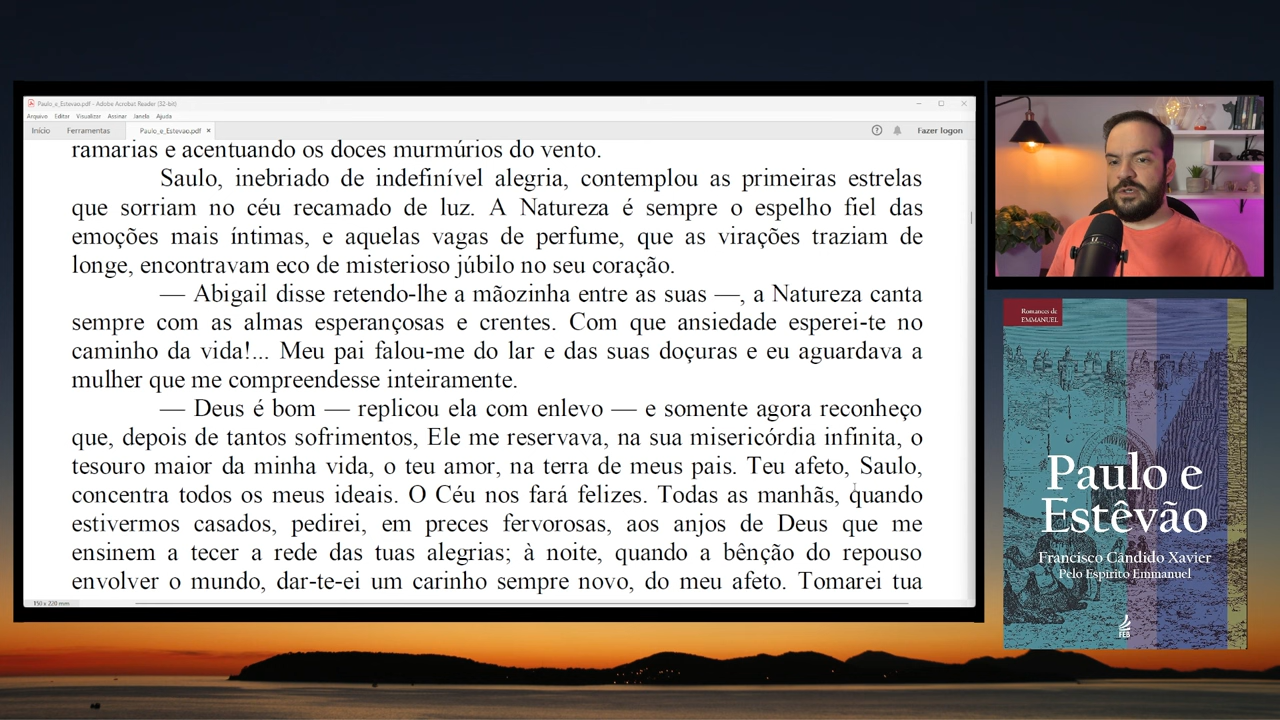 Paulo_e_Estevao.pdf - Adobe Acrobat Reader (32-bit)
Arquivo Editar Visualizar Assinar Janela Ajuda
Início Ferramentas Paulo_e_Estevao.pdf × Fazer logon
ramarias e acentuando os doces murmúrios do vento.
Saulo, inebriado de indefinível alegria, contemplou as primeiras estrelas
que sorriam no céu recamado de luz. A Natureza é sempre o espelho fiel das
emoções mais íntimas, e aquelas vagas de perfume, que as virações traziam de
longe, encontravam eco de misterioso júbilo no seu coração.
— Abigail disse retendo-lhe a mãozinha entre as suas —, a Natureza canta
sempre com as almas esperançosas e crentes. Com que ansiedade esperei-te no
caminho da vida!... Meu pai falou-me do lar e das suas doçuras e eu aguardava a
mulher que me compreendesse inteiramente.
— Deus é bom — replicou ela com enlevo — e somente agora reconheço
que, depois de tantos sofrimentos, Ele me reservava, na sua misericórdia infinita, o
tesouro maior da minha vida, o teu amor, na terra de meus pais. Teu afeto, Saulo,
concentra todos os meus ideais. O Céu nos fará felizes. Todas as manhãs, quando
estivermos casados, pedirei, em preces fervorosas, aos anjos de Deus que me
ensinem a tecer a rede das tuas alegrias; à noite, quando a bênção do repouso
envolver o mundo, dar-te-ei um carinho sempre novo, do meu afeto. Tomarei tua
150 x 220 mm
Romances de
EMMANUEL
Paulo e
Estêvão
Francisco Cândido Xavier
Pelo Espírito Emmanuel
FEB